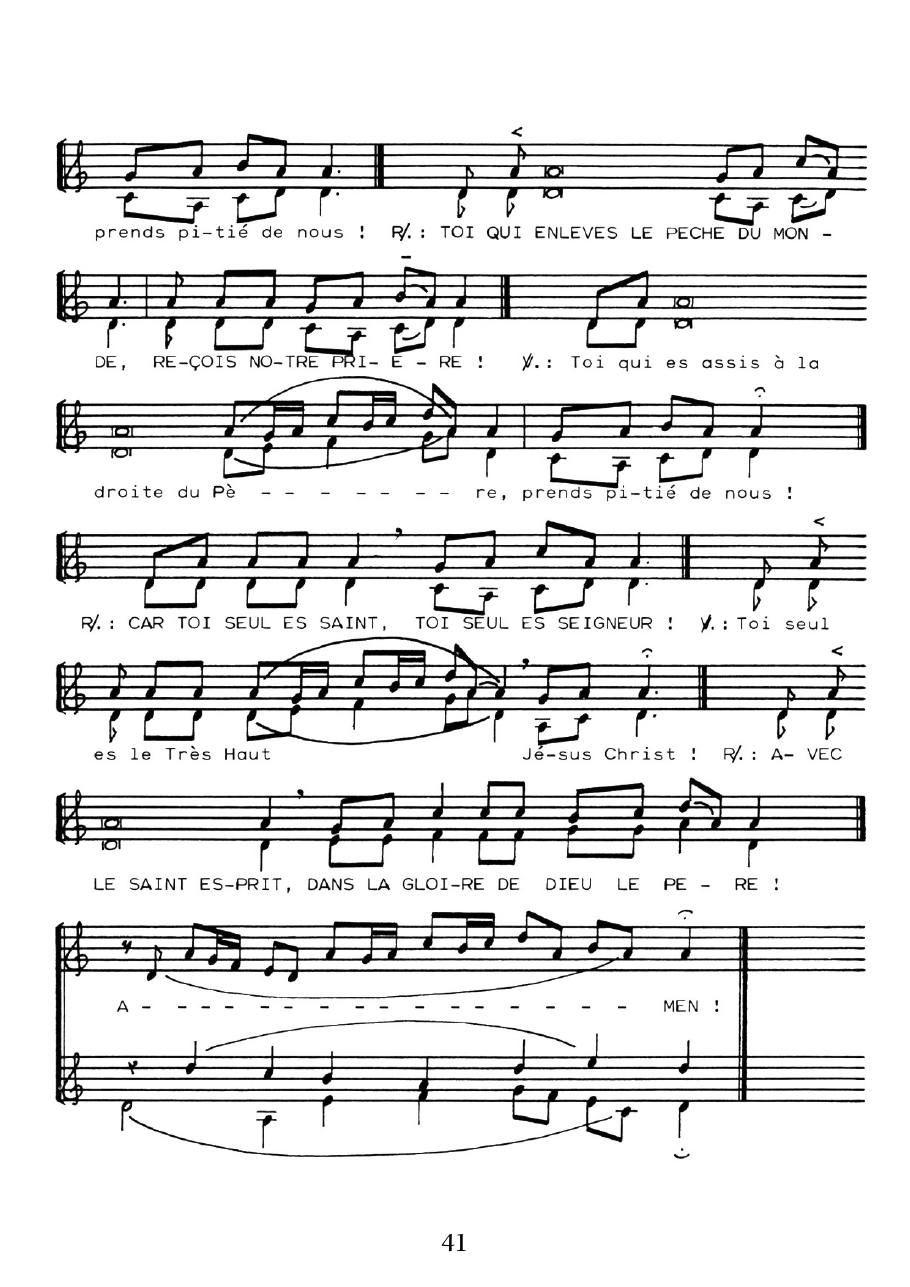 prends pi-tié de nous ! R/.: TOI QUI ENLEVES LE PECHE DU MON -
DE, RE-ÇOIS NO-TRE PRI- E - RE ! V/.: Toi qui es assis à la
droite du Pè - - - - - - - re, prends pi-tié de nous !
R/.: CAR TOI SEUL ES SAINT, TOI SEUL ES SEIGNEUR ! V/.: Toi seul
es le Très Haut Jé-sus Christ ! R/.: A- VEC
LE SAINT ES-PRIT, DANS LA GLOI-RE DE DIEU LE PE - RE !
A - - - - - - - - - - - - - - MEN !
41